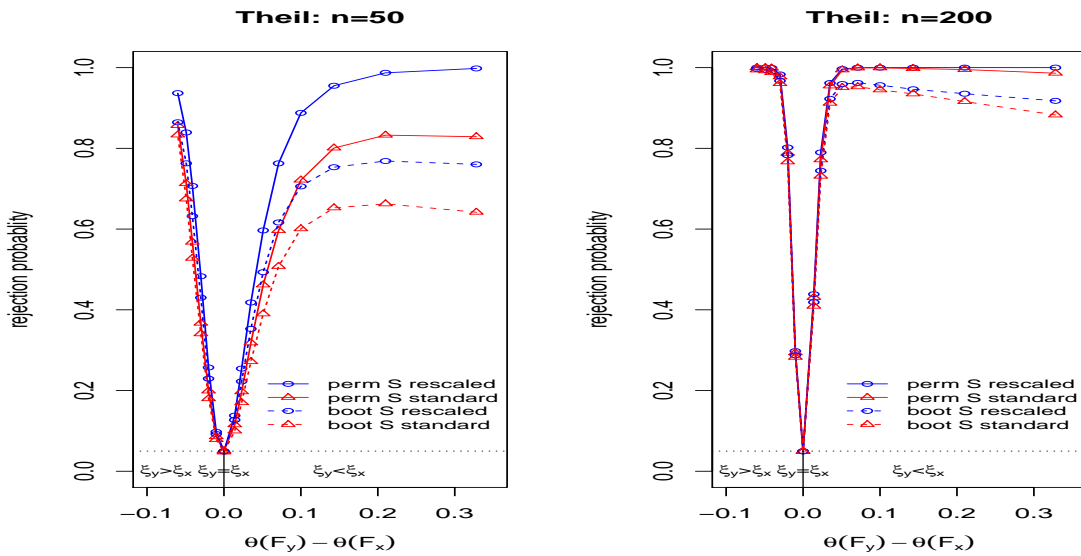 Theil: n=50
rejection probablity
0.0 0.2 0.4 0.6 0.8 1.0
perm S rescaled
perm S standard
boot S rescaled
boot S standard
ξy>ξx ξy=ξx ξy<ξx
−0.1 0.0 0.1 0.2 0.3
θ(Fy)−θ(Fx)
Theil: n=200
rejection probablity
0.0 0.2 0.4 0.6 0.8 1.0
perm S rescaled
perm S standard
boot S rescaled
boot S standard
ξy>ξx ξy=ξx ξy<ξx
−0.1 0.0 0.1 0.2 0.3
θ(Fy)−θ(Fx)